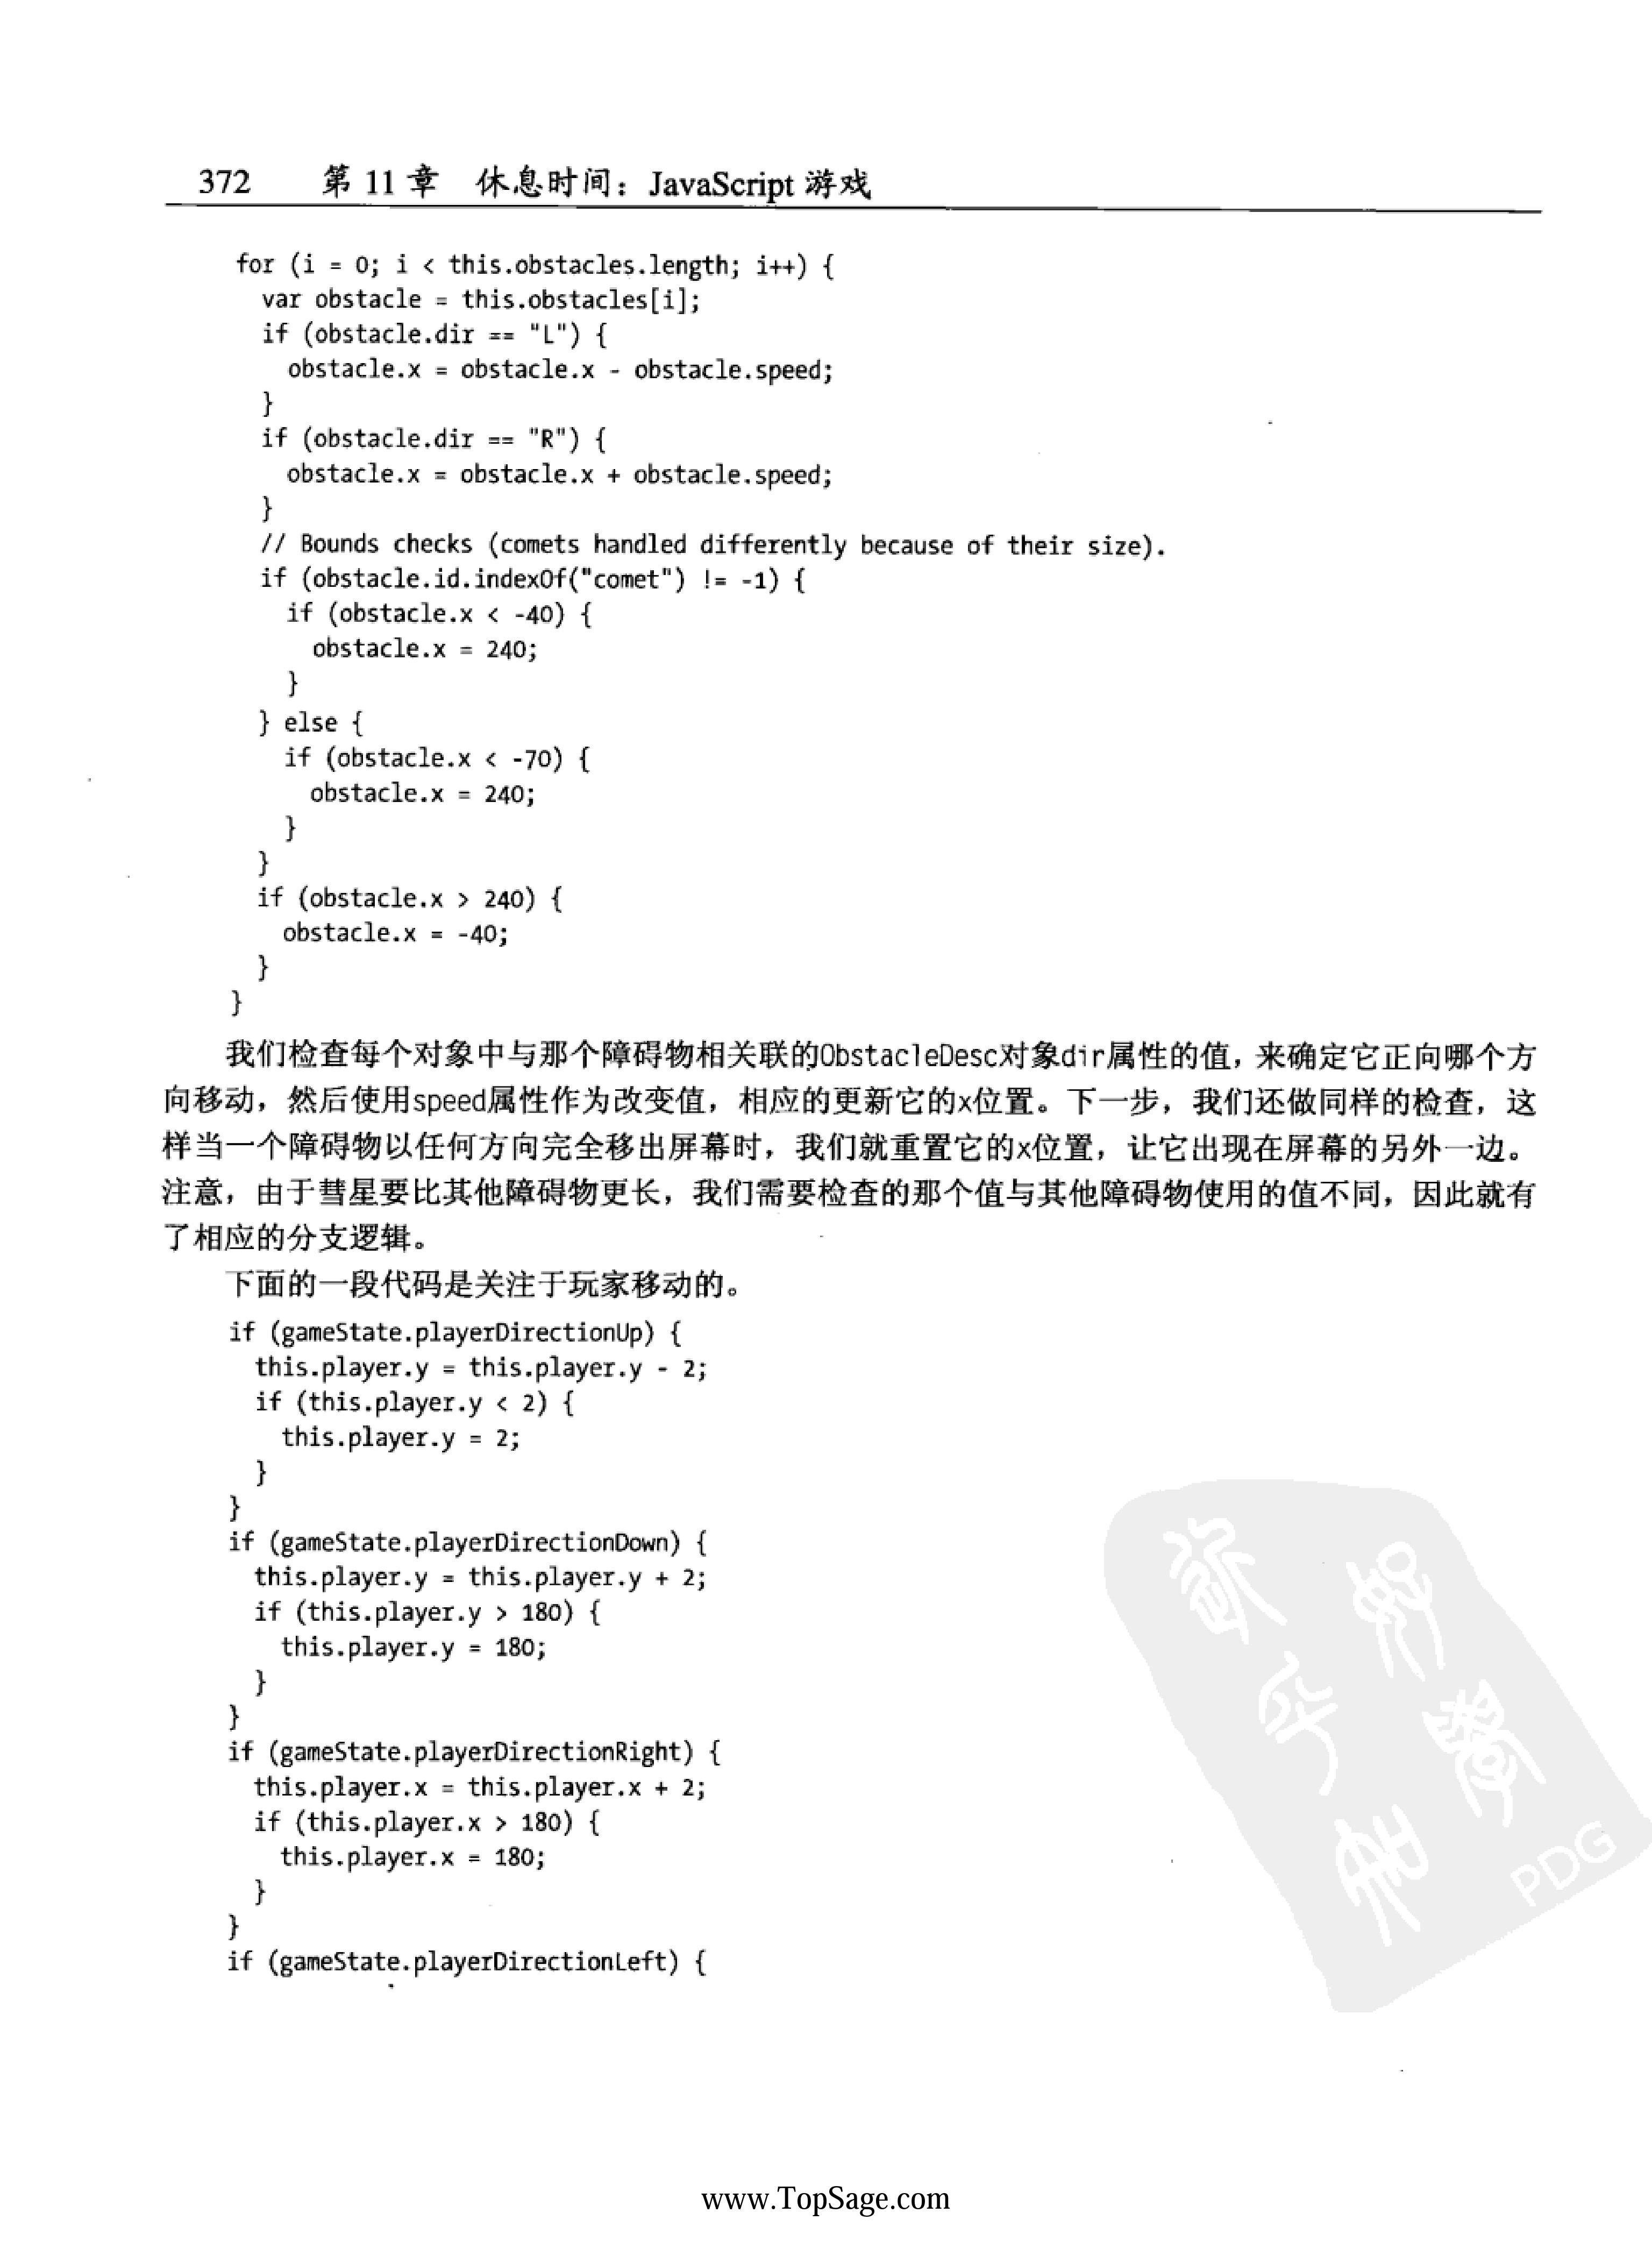 372 第 11 章 休息时间：JavaScript 游戏
for (i = 0; i < this.obstacles.length; i++) {
  var obstacle = this.obstacles[i];
  if (obstacle.dir == "L") {
    obstacle.x = obstacle.x - obstacle.speed;
  }
  if (obstacle.dir == "R") {
    obstacle.x = obstacle.x + obstacle.speed;
  }
  // Bounds checks (comets handled differently because of their size).
  if (obstacle.id.indexOf("comet") != -1) {
    if (obstacle.x < -40) {
      obstacle.x = 240;
    }
  } else {
    if (obstacle.x < -70) {
      obstacle.x = 240;
    }
  }
  if (obstacle.x > 240) {
    obstacle.x = -40;
  }
}
我们检查每个对象中与那个障碍物相关联的ObstacleDesc对象dir属性的值，来确定它正向哪个方
向移动，然后使用speed属性作为改变值，相应的更新它的x位置。下一步，我们还做同样的检查，这
样当一个障碍物以任何方向完全移出屏幕时，我们就重置它的x位置，让它出现在屏幕的另外一边。
注意，由于彗星要比其他障碍物更长，我们需要检查的那个值与其他障碍物使用的值不同，因此就有
了相应的分支逻辑。
下面的一段代码是关注于玩家移动的。
if (gameState.playerDirectionUp) {
  this.player.y = this.player.y - 2;
  if (this.player.y < 2) {
    this.player.y = 2;
  }
}
if (gameState.playerDirectionDown) {
  this.player.y = this.player.y + 2;
  if (this.player.y > 180) {
    this.player.y = 180;
  }
}
if (gameState.playerDirectionRight) {
  this.player.x = this.player.x + 2;
  if (this.player.x > 180) {
    this.player.x = 180;
  }
}
if (gameState.playerDirectionLeft) {
PDG
www.TopSage.com